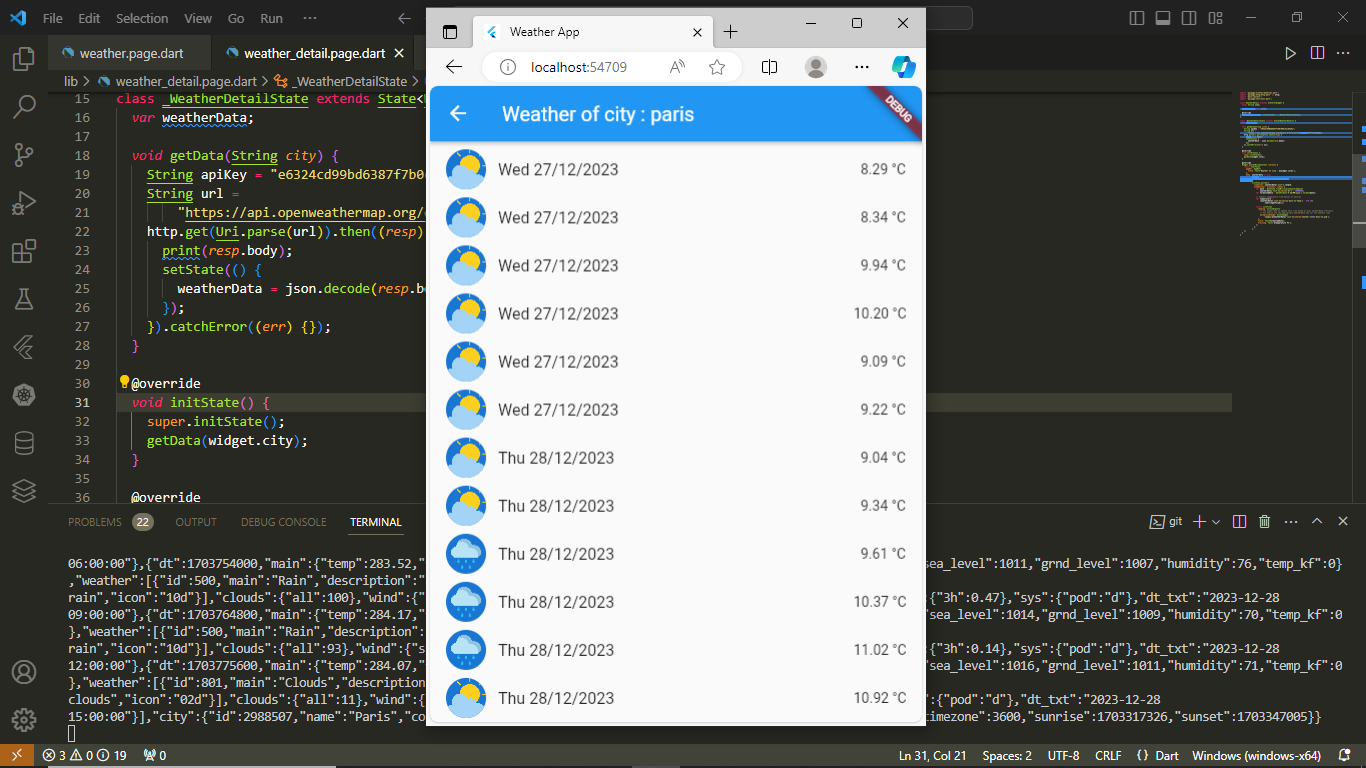 File Edit Selection View Go Run ···
weather.page.dart
weather_detail.page.dart
lib > weather_detail.page.dart > _WeatherDetailState >
15 class _WeatherDetailState extends State<
16 var weatherData;
17
18 void getData(String city) {
19 String apiKey = "e6324cd99bd6387f7b0
20 String url =
21 "https://api.openweathermap.org/
22 http.get(Uri.parse(url)).then((resp)
23 print(resp.body);
24 setState(() {
25 weatherData = json.decode(resp.b
26 });
27 }).catchError((err) {});
28 }
29
30 @override
31 void initState() {
32 super.initState();
33 getData(widget.city);
34 }
35
36 @override
Weather App
localhost:54709
Weather of city : paris
DEBUG
Wed 27/12/2023 8.29 °C
Wed 27/12/2023 8.34 °C
Wed 27/12/2023 9.94 °C
Wed 27/12/2023 10.20 °C
Wed 27/12/2023 9.09 °C
Wed 27/12/2023 9.22 °C
Thu 28/12/2023 9.04 °C
Thu 28/12/2023 9.34 °C
Thu 28/12/2023 9.61 °C
Thu 28/12/2023 10.37 °C
Thu 28/12/2023 11.02 °C
Thu 28/12/2023 10.92 °C
PROBLEMS 22 OUTPUT DEBUG CONSOLE TERMINAL
git
06:00:00"},{"dt":1703754000,"main":{"temp":283.52," sea_level":1011,"grnd_level":1007,"humidity":76,"temp_kf":0}
,"weather":[{"id":500,"main":"Rain","description":"
rain","icon":"10d"}],"clouds":{"all":100},"wind":{" {"3h":0.47},"sys":{"pod":"d"},"dt_txt":"2023-12-28
09:00:00"},{"dt":1703764800,"main":{"temp":284.17," sea_level":1014,"grnd_level":1009,"humidity":70,"temp_kf":0
},"weather":[{"id":500,"main":"Rain","description":
rain","icon":"10d"}],"clouds":{"all":93},"wind":{"s {"3h":0.14},"sys":{"pod":"d"},"dt_txt":"2023-12-28
12:00:00"},{"dt":1703775600,"main":{"temp":284.07," sea_level":1016,"grnd_level":1011,"humidity":71,"temp_kf":0
},"weather":[{"id":801,"main":"Clouds","description
clouds","icon":"02d"}],"clouds":{"all":11},"wind":{ :{"pod":"d"},"dt_txt":"2023-12-28
15:00:00"}],"city":{"id":2988507,"name":"Paris","co timezone":3600,"sunrise":1703317326,"sunset":1703347005}}
3 0 19 0 Ln 31, Col 21 Spaces: 2 UTF-8 CRLF {} Dart Windows (windows-x64)